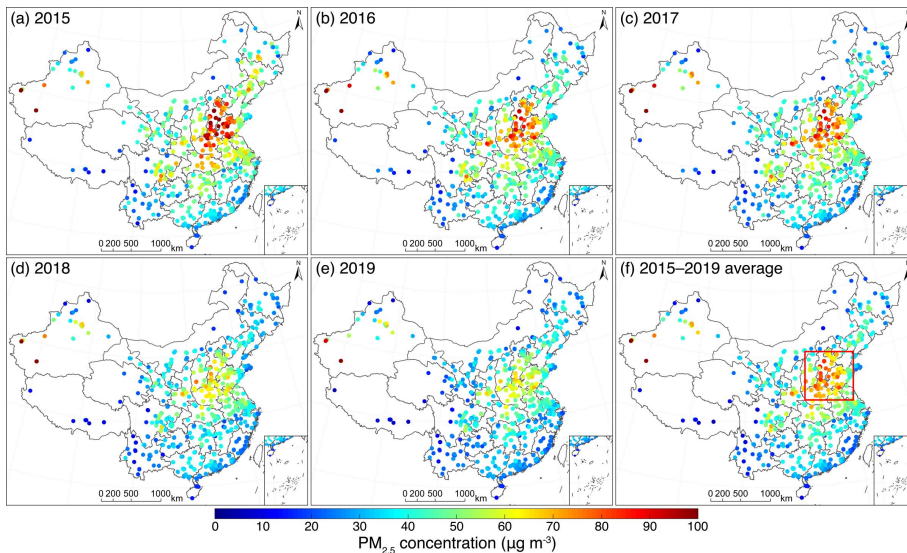 (a) 2015
N
0 200 500 1000
km
(b) 2016
N
0 200 500 1000
km
(c) 2017
N
0 200 500 1000
km
(d) 2018
N
0 200 500 1000
km
(e) 2019
N
0 200 500 1000
km
(f) 2015–2019 average
N
0 200 500 1000
km
0 10 20 30 40 50 60 70 80 90 100
PM2.5 concentration (µg m⁻³)